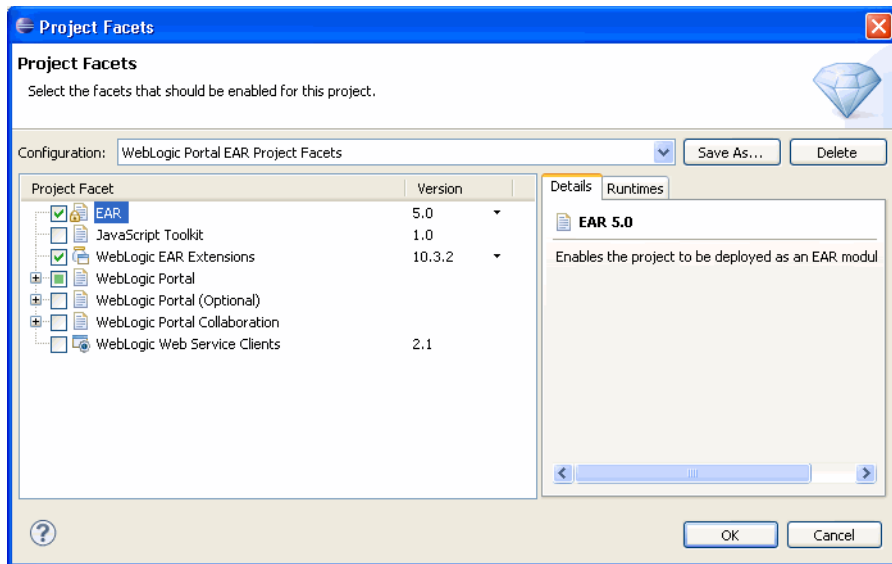 Project Facets
Project Facets
Select the facets that should be enabled for this project.
Configuration: WebLogic Portal EAR Project Facets Save As... Delete
Project Facet Version
EAR 5.0
JavaScript Toolkit 1.0
WebLogic EAR Extensions 10.3.2
WebLogic Portal
WebLogic Portal (Optional)
WebLogic Portal Collaboration
WebLogic Web Service Clients 2.1
Details Runtimes
EAR 5.0
Enables the project to be deployed as an EAR modul
? OK Cancel